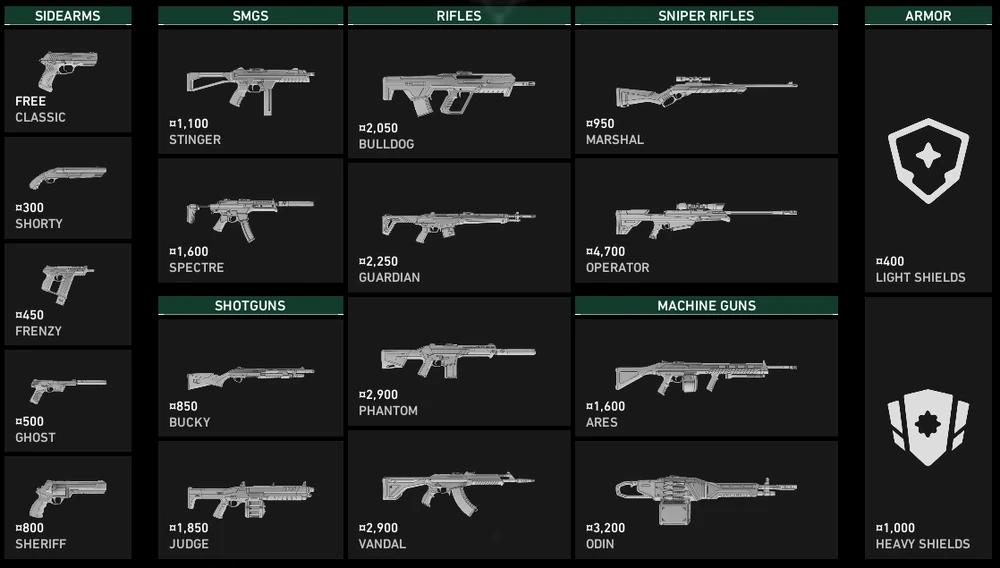 SIDEARMS
FREE
CLASSIC
¤300
SHORTY
¤450
FRENZY
¤500
GHOST
¤800
SHERIFF
SMGS
¤1,100
STINGER
¤1,600
SPECTRE
SHOTGUNS
¤850
BUCKY
¤1,850
JUDGE
RIFLES
¤2,050
BULLDOG
¤2,250
GUARDIAN
¤2,900
PHANTOM
¤2,900
VANDAL
SNIPER RIFLES
¤950
MARSHAL
¤4,700
OPERATOR
MACHINE GUNS
¤1,600
ARES
¤3,200
ODIN
ARMOR
¤400
LIGHT SHIELDS
¤1,000
HEAVY SHIELDS